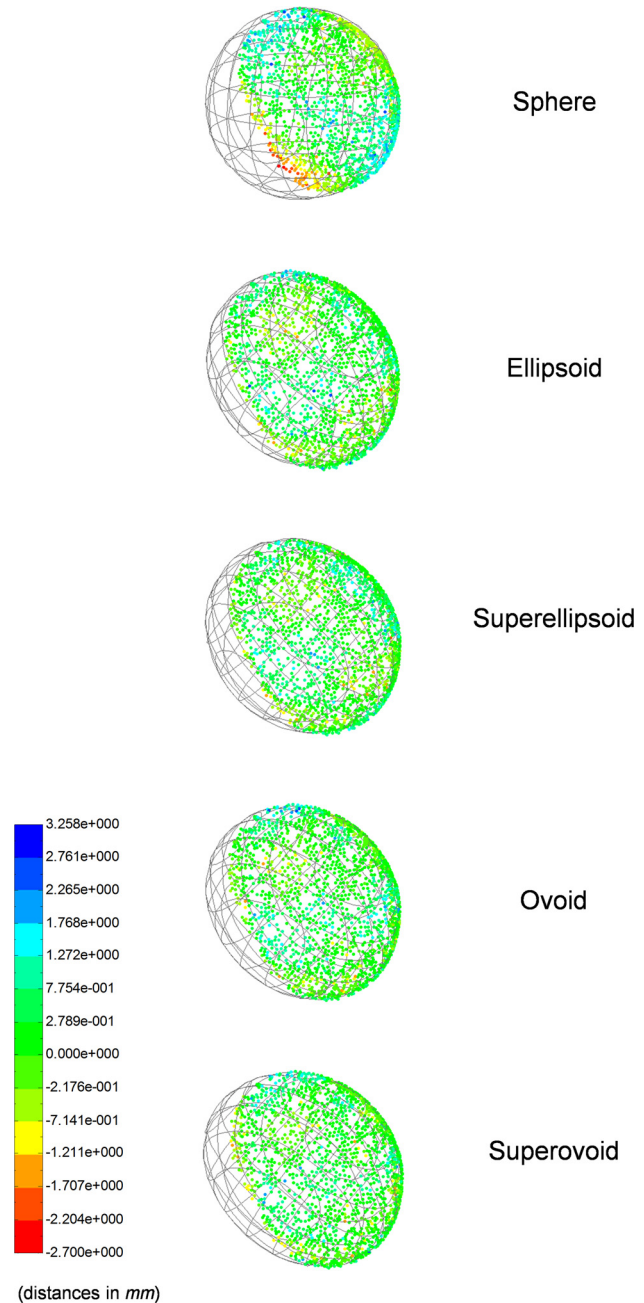 Sphere
Ellipsoid
Superellipsoid
Ovoid
Superovoid
3.258e+000
2.761e+000
2.265e+000
1.768e+000
1.272e+000
7.754e-001
2.789e-001
0.000e+000
-2.176e-001
-7.141e-001
-1.211e+000
-1.707e+000
-2.204e+000
-2.700e+000
(distances in mm)